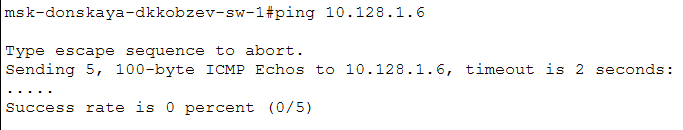 msk-donskaya-dkkobzev-sw-1#ping 10.128.1.6
Type escape sequence to abort.
Sending 5, 100-byte ICMP Echos to 10.128.1.6, timeout is 2 seconds:
.....
Success rate is 0 percent (0/5)